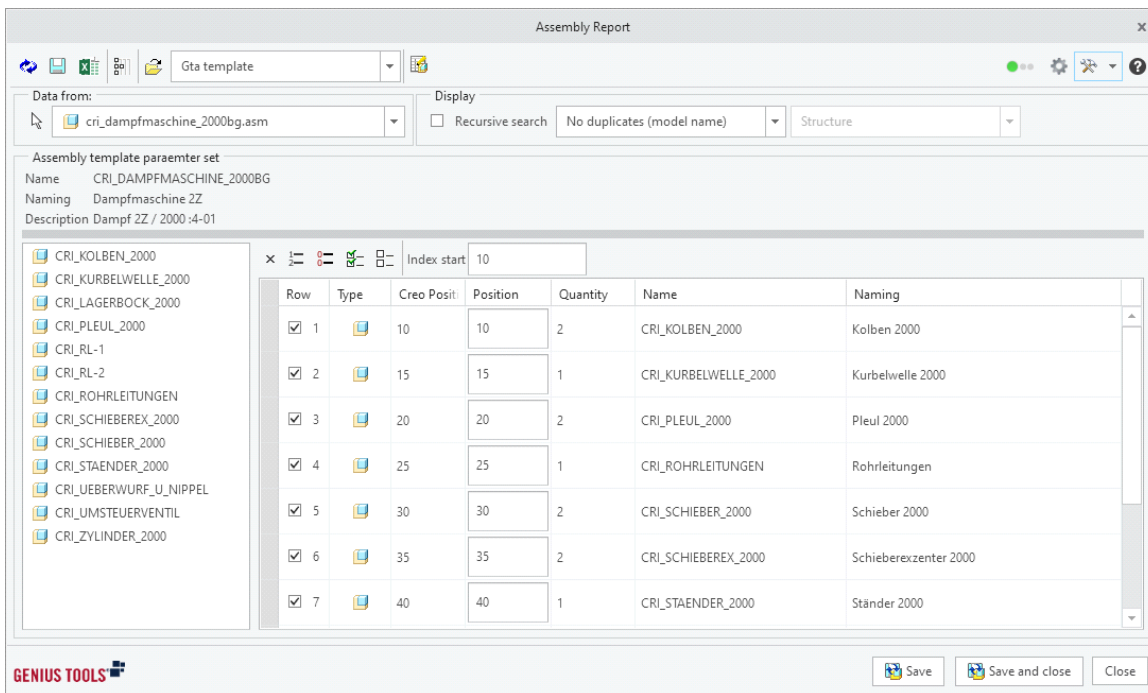 Assembly Report
Gta template
Data from:
Display
cri_dampfmaschine_2000bg.asm
Recursive search
No duplicates (model name)
Structure
Assembly template paraemter set
Name CRI_DAMPFMASCHINE_2000BG
Naming Dampfmaschine 2Z
Description Dampf 2Z / 2000 :4-01
CRI_KOLBEN_2000
CRI_KURBELWELLE_2000
CRI_LAGERBOCK_2000
CRI_PLEUL_2000
CRI_RL-1
CRI_RL-2
CRI_ROHRLEITUNGEN
CRI_SCHIEBEREX_2000
CRI_SCHIEBER_2000
CRI_STAENDER_2000
CRI_UEBERWURF_U_NIPPEL
CRI_UMSTEUERVENTIL
CRI_ZYLINDER_2000
Index start 10
Row Type Creo Positi Position Quantity Name Naming
1 10 10 2 CRI_KOLBEN_2000 Kolben 2000
2 15 15 1 CRI_KURBELWELLE_2000 Kurbelwelle 2000
3 20 20 2 CRI_PLEUL_2000 Pleul 2000
4 25 25 1 CRI_ROHRLEITUNGEN Rohrleitungen
5 30 30 2 CRI_SCHIEBER_2000 Schieber 2000
6 35 35 2 CRI_SCHIEBEREX_2000 Schieberexzenter 2000
7 40 40 1 CRI_STAENDER_2000 Ständer 2000
GENIUS TOOLS
Save
Save and close
Close